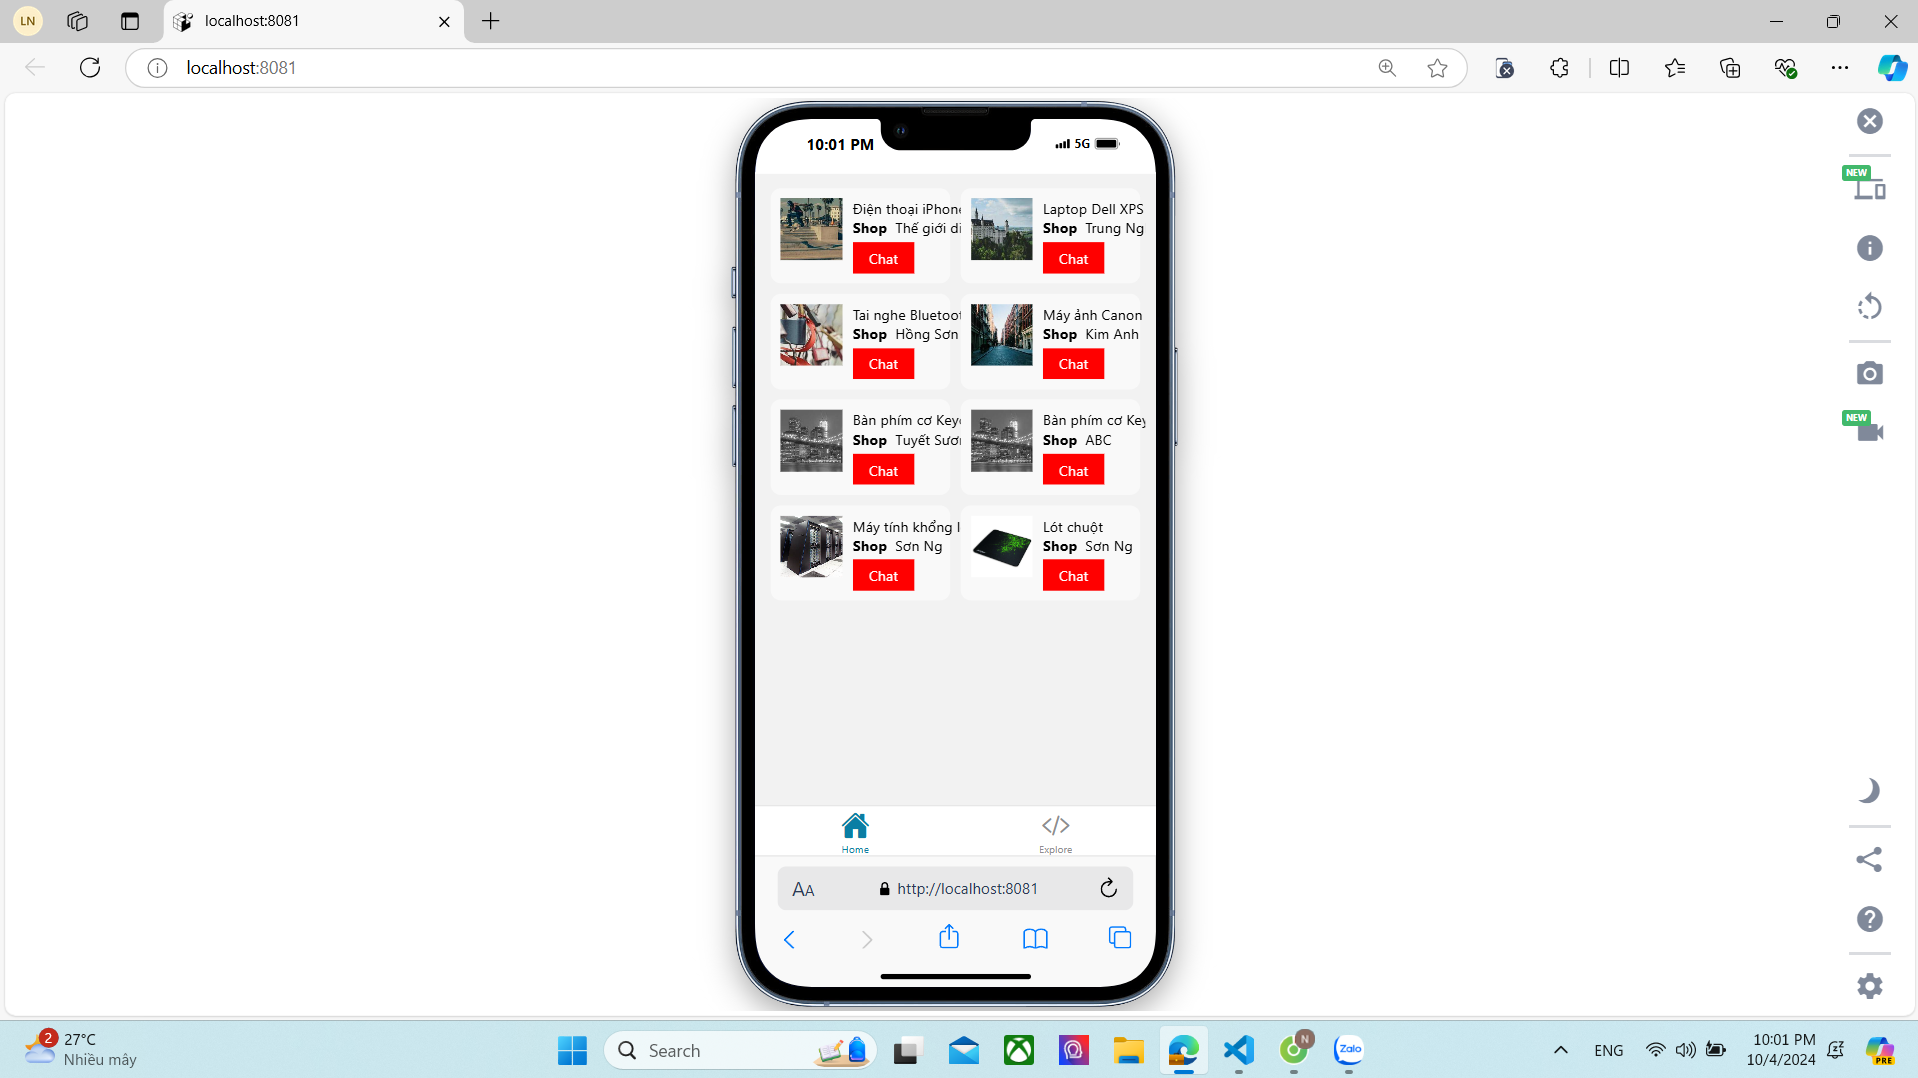 LN
localhost:8081
localhost:8081
10:01 PM
5G
Điện thoại iPhone
Shop Thế giới di
Chat
Laptop Dell XPS
Shop Trung Ng
Chat
Tai nghe Bluetoot
Shop Hồng Sơn
Chat
Máy ảnh Canon
Shop Kim Anh
Chat
Bàn phím cơ Key
Shop Tuyết Sươ
Chat
Bàn phím cơ Key
Shop ABC
Chat
Máy tính khổng l
Shop Sơn Ng
Chat
Lót chuột
Shop Sơn Ng
Chat
Home
Explore
AA
http://localhost:8081
NEW
NEW
2
27°C
Nhiều mây
Search
N
Zalo
ENG
10:01 PM
10/4/2024
PRE